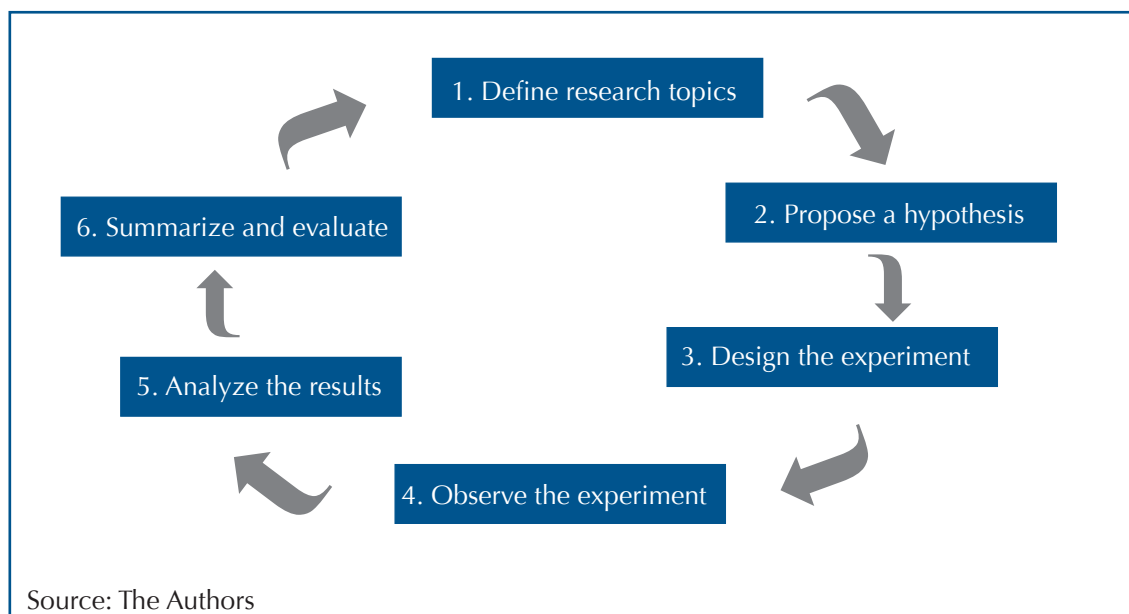 1. Define research topics
2. Propose a hypothesis
3. Design the experiment
4. Observe the experiment
5. Analyze the results
6. Summarize and evaluate
Source: The Authors